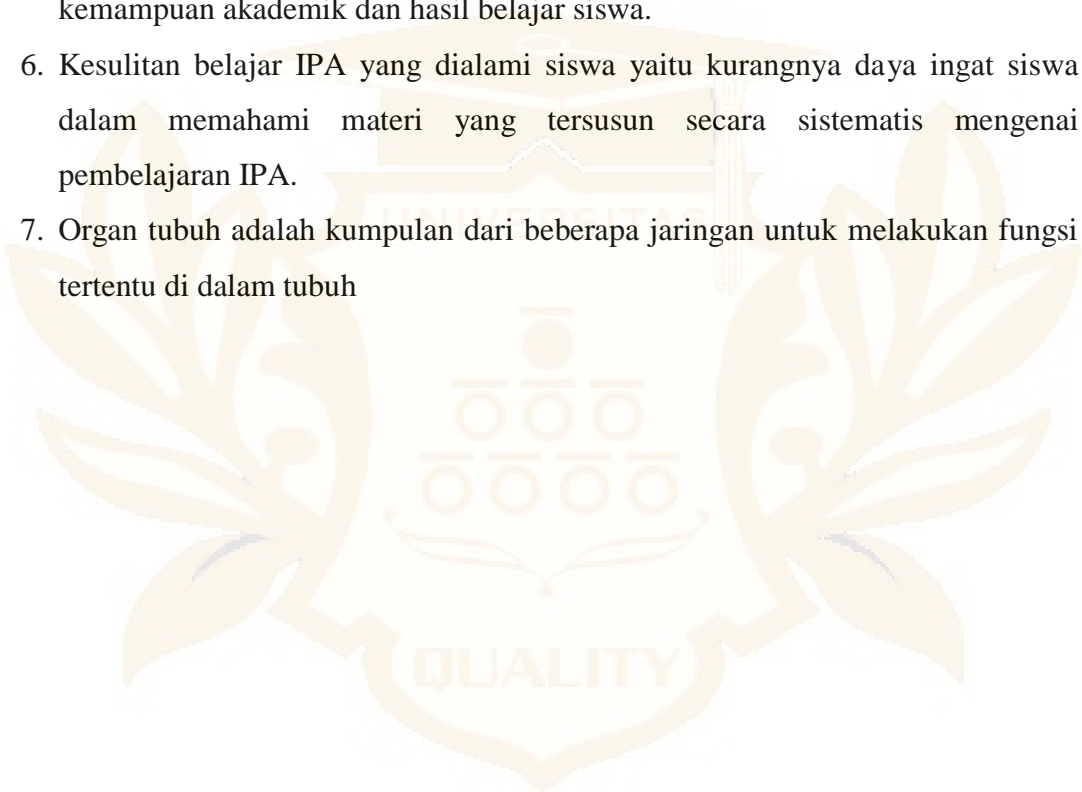 kemampuan akademik dan hasil belajar siswa.
6. Kesulitan belajar IPA yang dialami siswa yaitu kurangnya daya ingat siswa
dalam memahami materi yang tersusun secara sistematis mengenai
pembelajaran IPA.
7. Organ tubuh adalah kumpulan dari beberapa jaringan untuk melakukan fungsi
tertentu di dalam tubuh
UNIVERSITAS
QUALITY